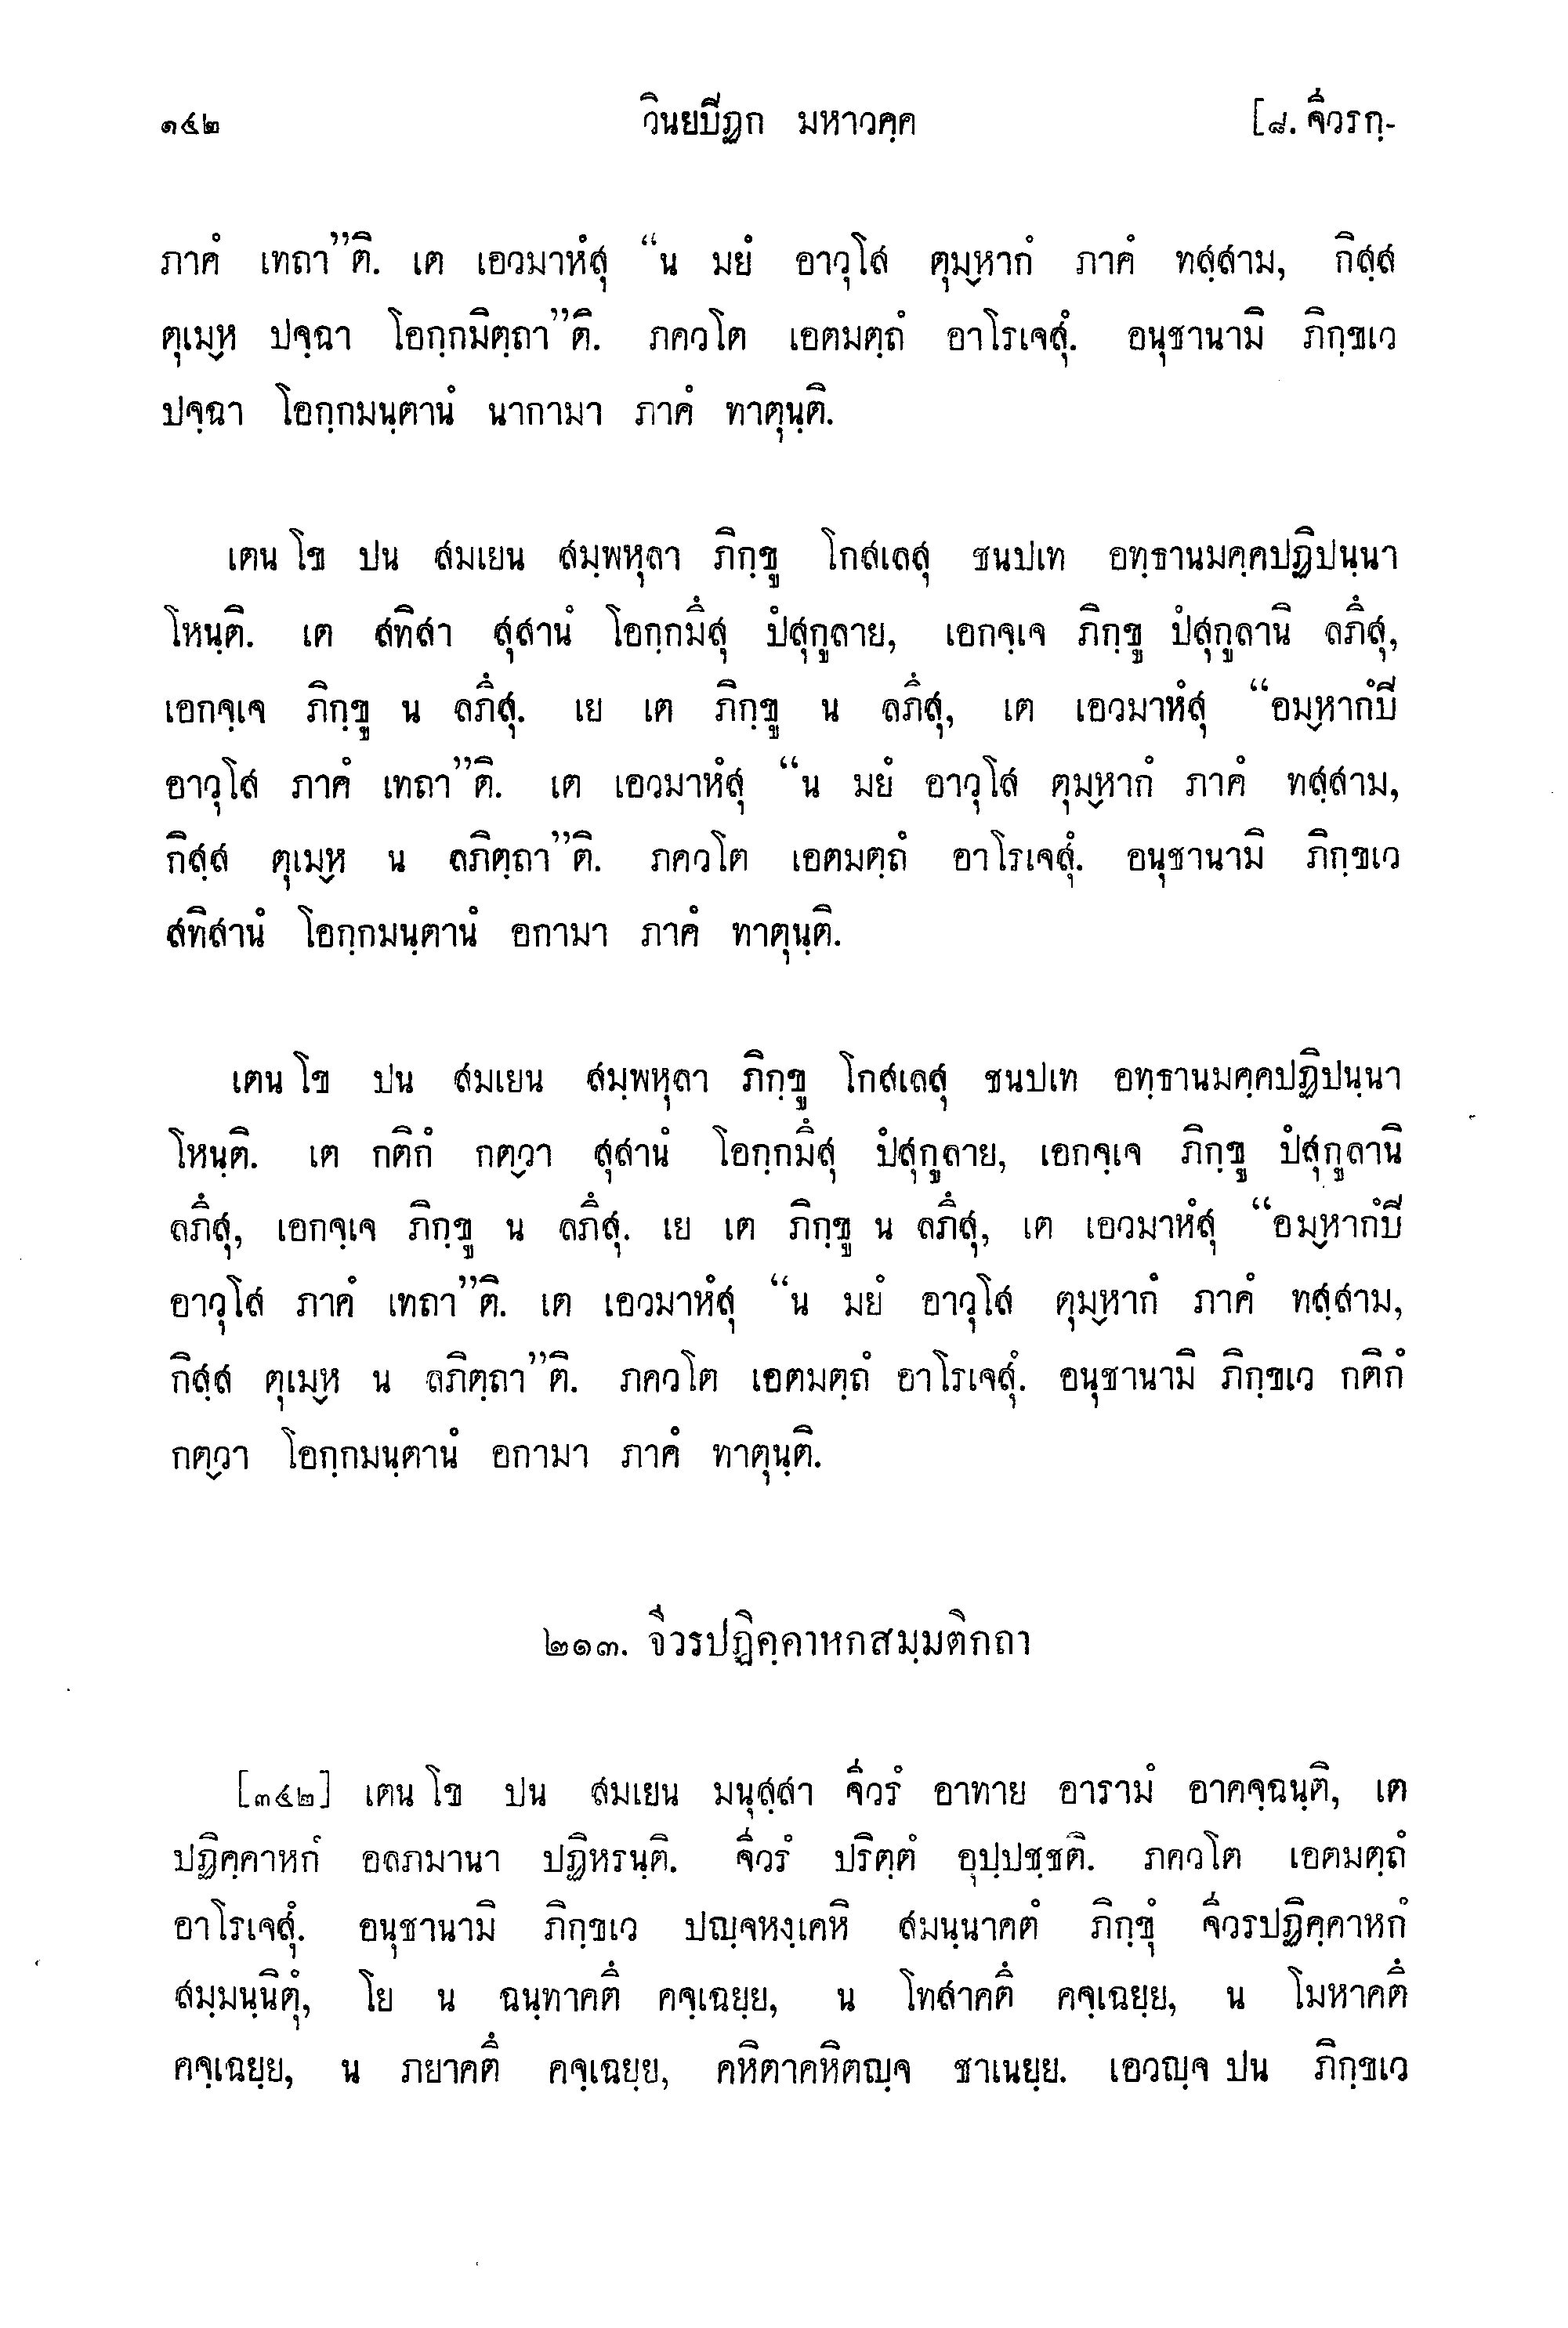 ๑๔๒ วินยปิฏก มหาวคฺค [๘. จีวรกฺ-
ภาคํ เทถา”ติ. เต เอวมาหํสุ “น มยํ อาวุโส ตุมฺหากํ ภาคํ ทสฺสาม, กิสฺส
ตุเมฺห ปจฺฉา โอกฺกมิตฺถา”ติ. ภควโต เอตมตฺถํ อาโรเจสุํ. อนุชานามิ ภิกฺขเว
ปจฺฉา โอกฺกมนฺตานํ นากามา ภาคํ ทาตุนฺติ.
เตน โข ปน สมเยน สมฺพหุลา ภิกฺขู โกสเลสุ ชนปเท อทฺธานมคฺคปฏิปนฺนา
โหนฺติ. เต สทิสา สุสานํ โอกฺกมึสุ ปํสุกูลาย, เอกจฺเจ ภิกฺขู ปํสุกูลานิ ลภึสุ,
เอกจฺเจ ภิกฺขู น ลภึสุ. เย เต ภิกฺขู น ลภึสุ, เต เอวมาหํสุ “อมฺหากํปิ
อาวุโส ภาคํ เทถา”ติ. เต เอวมาหํสุ “น มยํ อาวุโส ตุมฺหากํ ภาคํ ทสฺสาม,
กิสฺส ตุเมฺห น ลภิตฺถา”ติ. ภควโต เอตมตฺถํ อาโรเจสุํ. อนุชานามิ ภิกฺขเว
สทิสานํ โอกฺกมนฺตานํ อกามา ภาคํ ทาตุนฺติ.
เตน โข ปน สมเยน สมฺพหุลา ภิกฺขู โกสเลสุ ชนปเท อทฺธานมคฺคปฏิปนฺนา
โหนฺติ. เต กติกํ กตฺวา สุสานํ โอกฺกมึสุ ปํสุกูลาย, เอกจฺเจ ภิกฺขู ปํสุกูลานิ
ลภึสุ, เอกจฺเจ ภิกฺขู น ลภึสุ. เย เต ภิกฺขู น ลภึสุ, เต เอวมาหํสุ “อมฺหากํปิ
อาวุโส ภาคํ เทถา”ติ. เต เอวมาหํสุ “น มยํ อาวุโส ตุมฺหากํ ภาคํ ทสฺสาม,
กิสฺส ตุเมฺห น ลภิตฺถา”ติ. ภควโต เอตมตฺถํ อาโรเจสุํ. อนุชานามิ ภิกฺขเว กติกํ
กตฺวา โอกฺกมนฺตานํ อกามา ภาคํ ทาตุนฺติ.
๒๑๓. จีวรปฏิคฺคาหกสมฺมติกถา
[๓๔๒] เตน โข ปน สมเยน มนุสฺสา จีวรํ อาทาย อารามํ อาคจฺฉนฺติ, เต
ปฏิคฺคาหกํ อลภมานา ปฏิหรนฺติ. จีวรํ ปริตฺตํ อุปฺปชฺชติ. ภควโต เอตมตฺถํ
อาโรเจสุํ. อนุชานามิ ภิกฺขเว ปญฺจหงฺเคหิ สมนฺนาคตํ ภิกฺขุํ จีวรปฏิคฺคาหกํ
สมฺมนฺนิตุํ, โย น ฉนฺทาคตึ คจฺเฉยฺย, น โทสาคตึ คจฺเฉยฺย, น โมหาคตึ
คจฺเฉยฺย, น ภยาคตึ คจฺเฉยฺย, คหิตาคหิตญฺจ ชาเนยฺย. เอวญฺจ ปน ภิกฺขเว